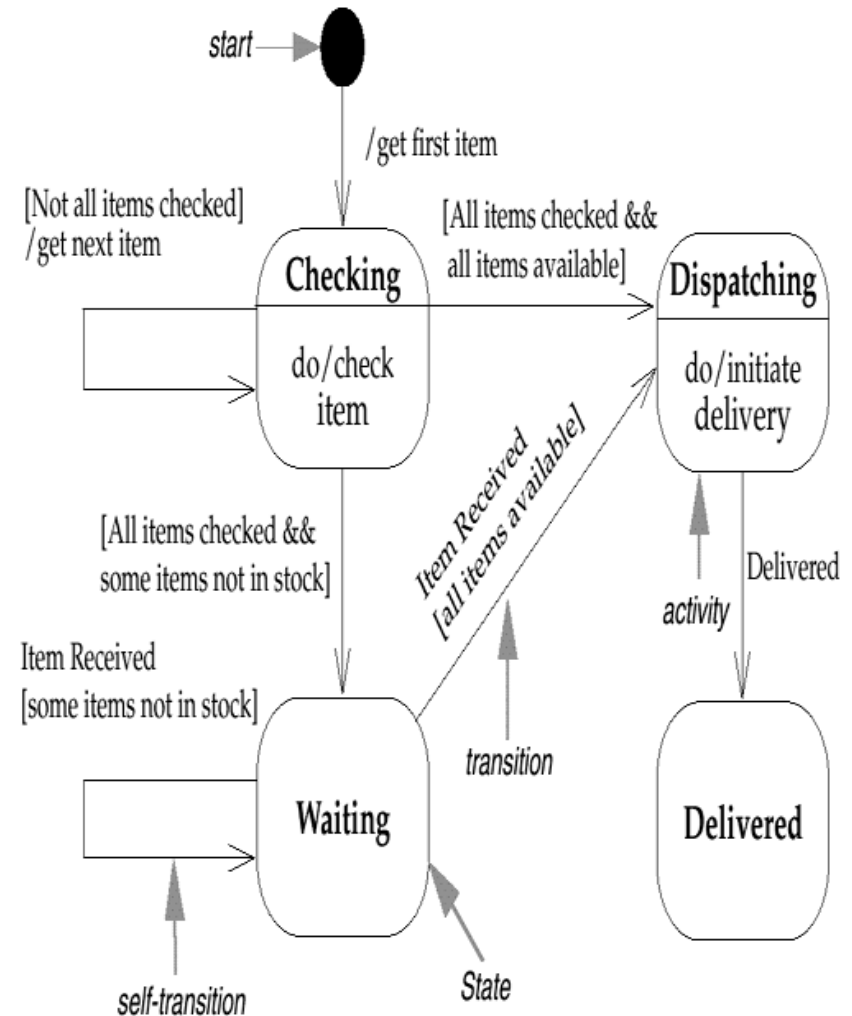 start
/get first item
[Not all items checked]
/get next item
[All items checked &&
all items available]
Checking
do/check
item
Dispatching
do/initiate
delivery
[All items checked &&
some items not in stock]
Item Received
[all items available]
activity
Delivered
Item Received
[some items not in stock]
transition
Waiting
Delivered
self-transition
State